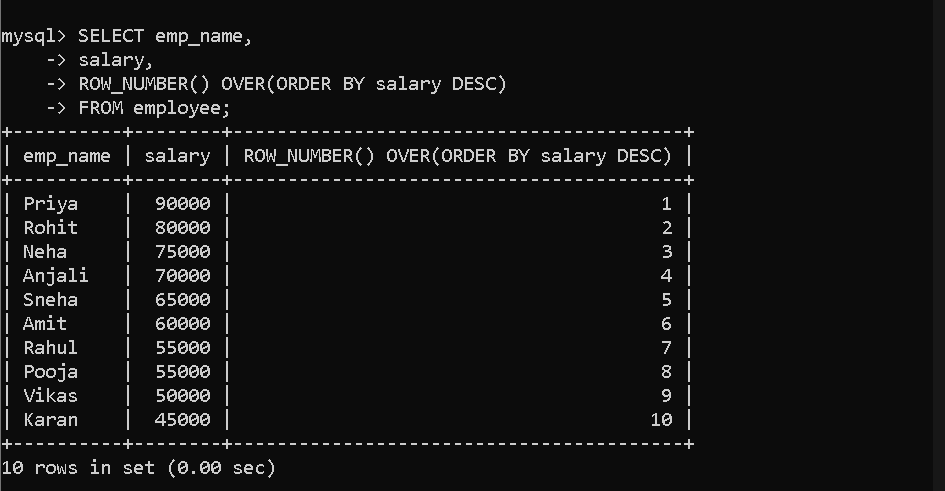 mysql> SELECT emp_name,
    -> salary,
    -> ROW_NUMBER() OVER(ORDER BY salary DESC)
    -> FROM employee;
+----------+--------+-----------------------------------------+
| emp_name | salary | ROW_NUMBER() OVER(ORDER BY salary DESC) |
+----------+--------+-----------------------------------------+
| Priya    |  90000 |                                       1 |
| Rohit    |  80000 |                                       2 |
| Neha     |  75000 |                                       3 |
| Anjali   |  70000 |                                       4 |
| Sneha    |  65000 |                                       5 |
| Amit     |  60000 |                                       6 |
| Rahul    |  55000 |                                       7 |
| Pooja    |  55000 |                                       8 |
| Vikas    |  50000 |                                       9 |
| Karan    |  45000 |                                      10 |
+----------+--------+-----------------------------------------+
10 rows in set (0.00 sec)